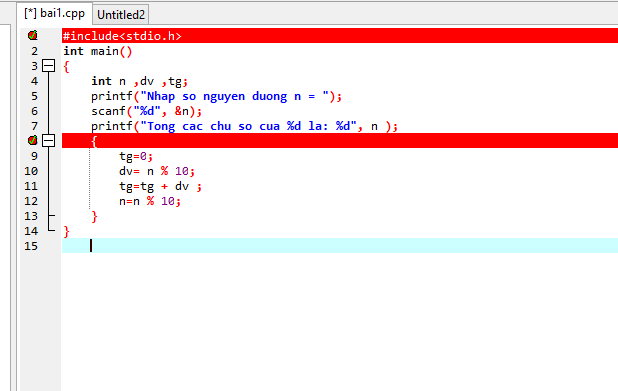 [*] bai1.cpp Untitled2
#include<stdio.h>
2 int main()
3 {
4 int n ,dv ,tg;
5 printf("Nhap so nguyen duong n = ");
6 scanf("%d", &n);
7 printf("Tong cac chu so cua %d la: %d", n );
{
9 tg=0;
10 dv= n % 10;
11 tg=tg + dv ;
12 n=n % 10;
13 }
14 }
15